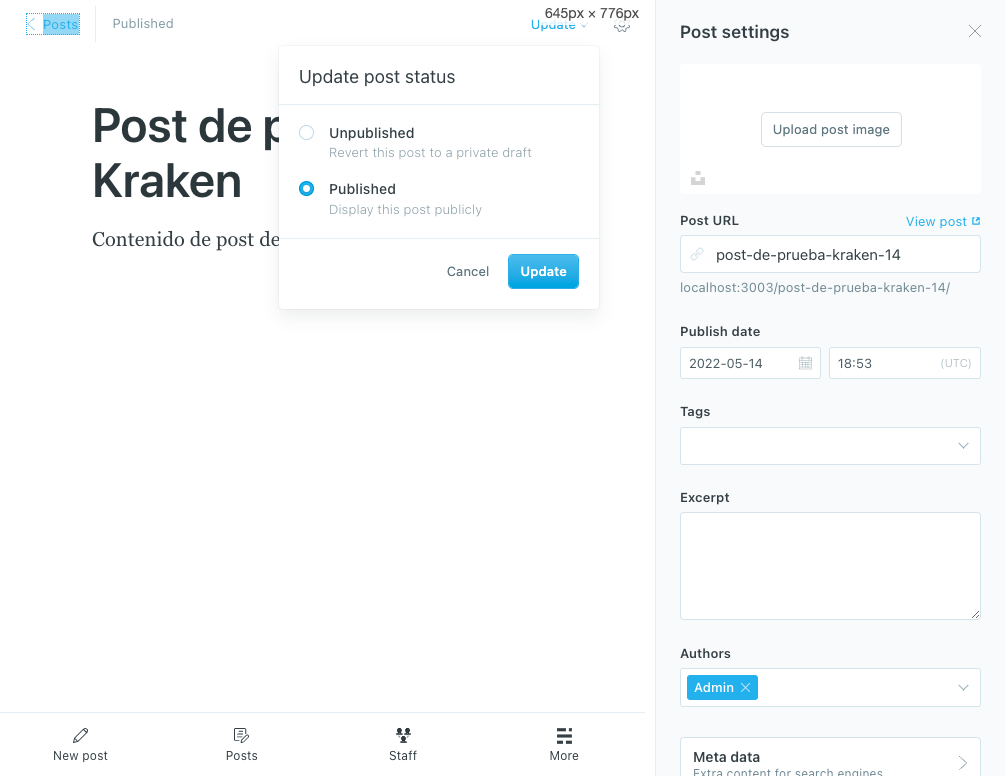 Posts
Published
645px × 776px
Update
Update post status
Unpublished
Revert this post to a private draft
Published
Display this post publicly
Cancel
Update
Post de p
Kraken
Contenido de post de
New post
Posts
Staff
More
Post settings
Upload post image
Post URL
View post
post-de-prueba-kraken-14
localhost:3003/post-de-prueba-kraken-14/
Publish date
2022-05-14
18:53
(UTC)
Tags
Excerpt
Authors
Admin
Meta data
Extra content for search engines